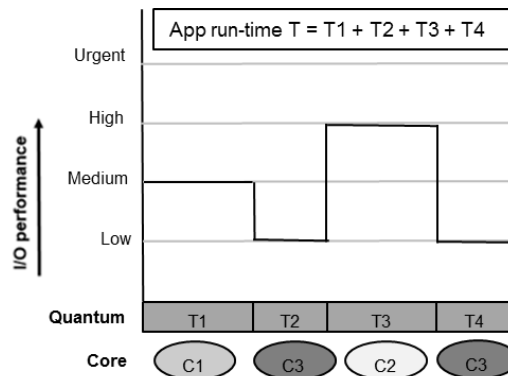 App run-time T = T1 + T2 + T3 + T4
Urgent
High
Medium
Low
I/O performance
Quantum T1 T2 T3 T4
Core C1 C3 C2 C3